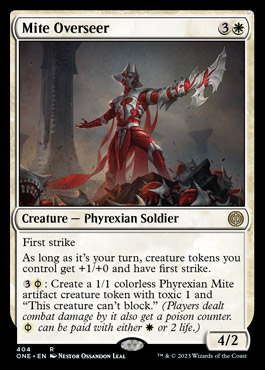 Mite Overseer 3
Creature — Phyrexian Soldier
First strike
As long as it's your turn, creature tokens you
control get +1/+0 and have first strike.
3 : Create a 1/1 colorless Phyrexian Mite
artifact creature token with toxic 1 and
"This creature can't block." (Players dealt
combat damage by it also get a poison counter.
can be paid with either or 2 life.)
4/2
404 R
ONE • EN NESTOR OSSANDON LEAL
™ & © 2023 Wizards of the Coast